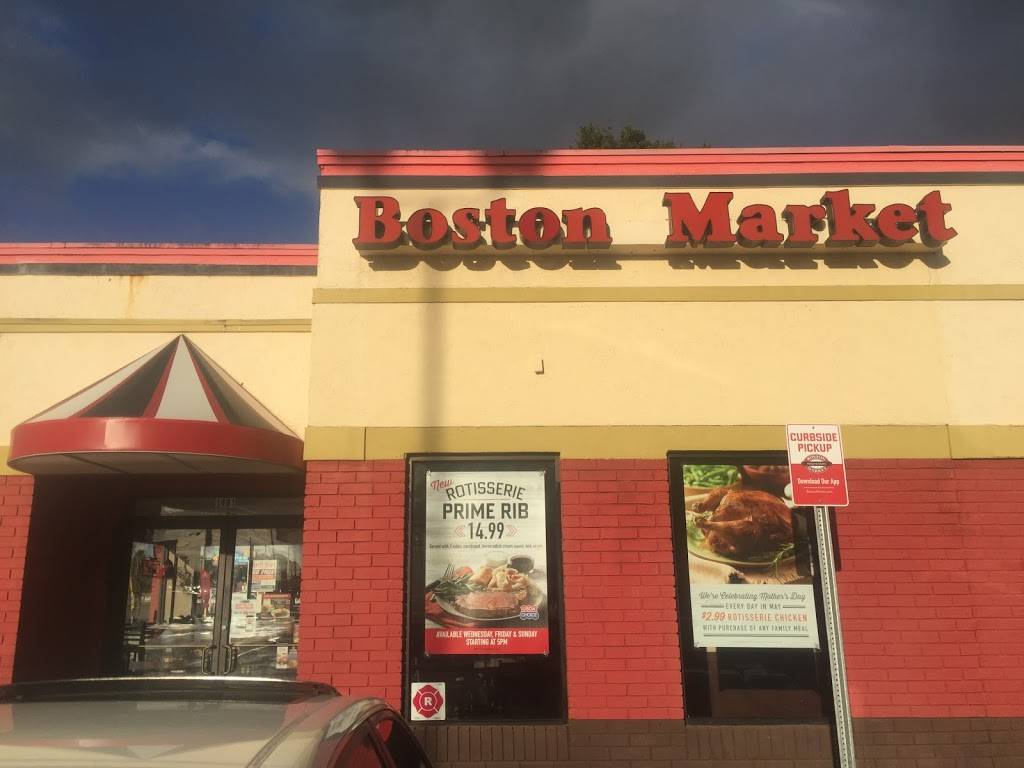 Boston Market
New
ROTISSERIE
PRIME RIB
14.99
AVAILABLE WEDNESDAY, FRIDAY & SUNDAY
STARTING AT 5PM
USDA
CHOICE
R
CURBSIDE
PICKUP
Download Our App
We're Celebrating Mother's Day
EVERY DAY IN MAY
$2.99 ROTISSERIE CHICKEN
WITH PURCHASE OF ANY FAMILY MEAL